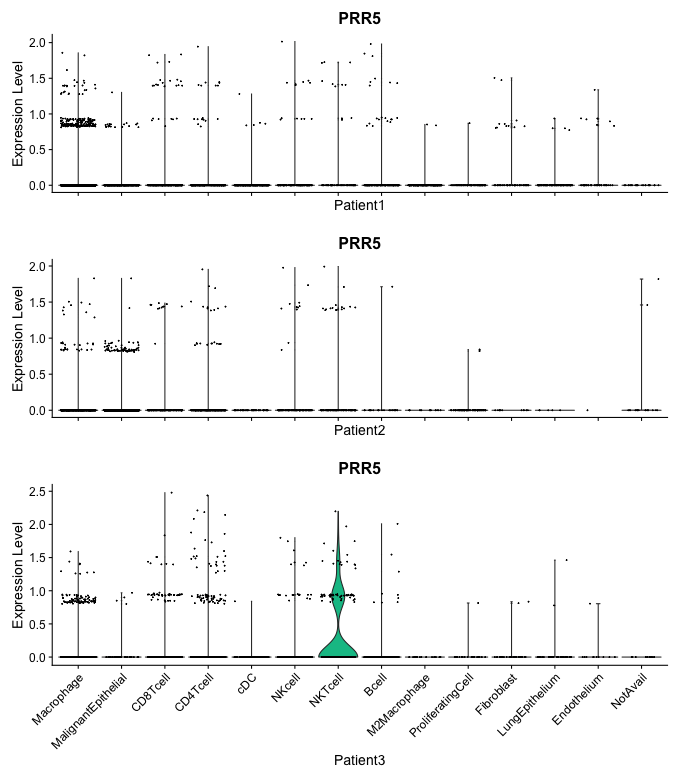 PRR5
Expression Level
2.0
1.5
1.0
0.5
0.0
Patient1
PRR5
Expression Level
2.0
1.5
1.0
0.5
0.0
Patient2
PRR5
Expression Level
2.5
2.0
1.5
1.0
0.5
0.0
Macrophage
MalignantEpithelial
CD8Tcell
CD4Tcell
cDC
NKcell
NKTcell
Bcell
M2Macrophage
ProliferatingCell
Fibroblast
LungEpithelium
Endothelium
NotAvail
Patient3